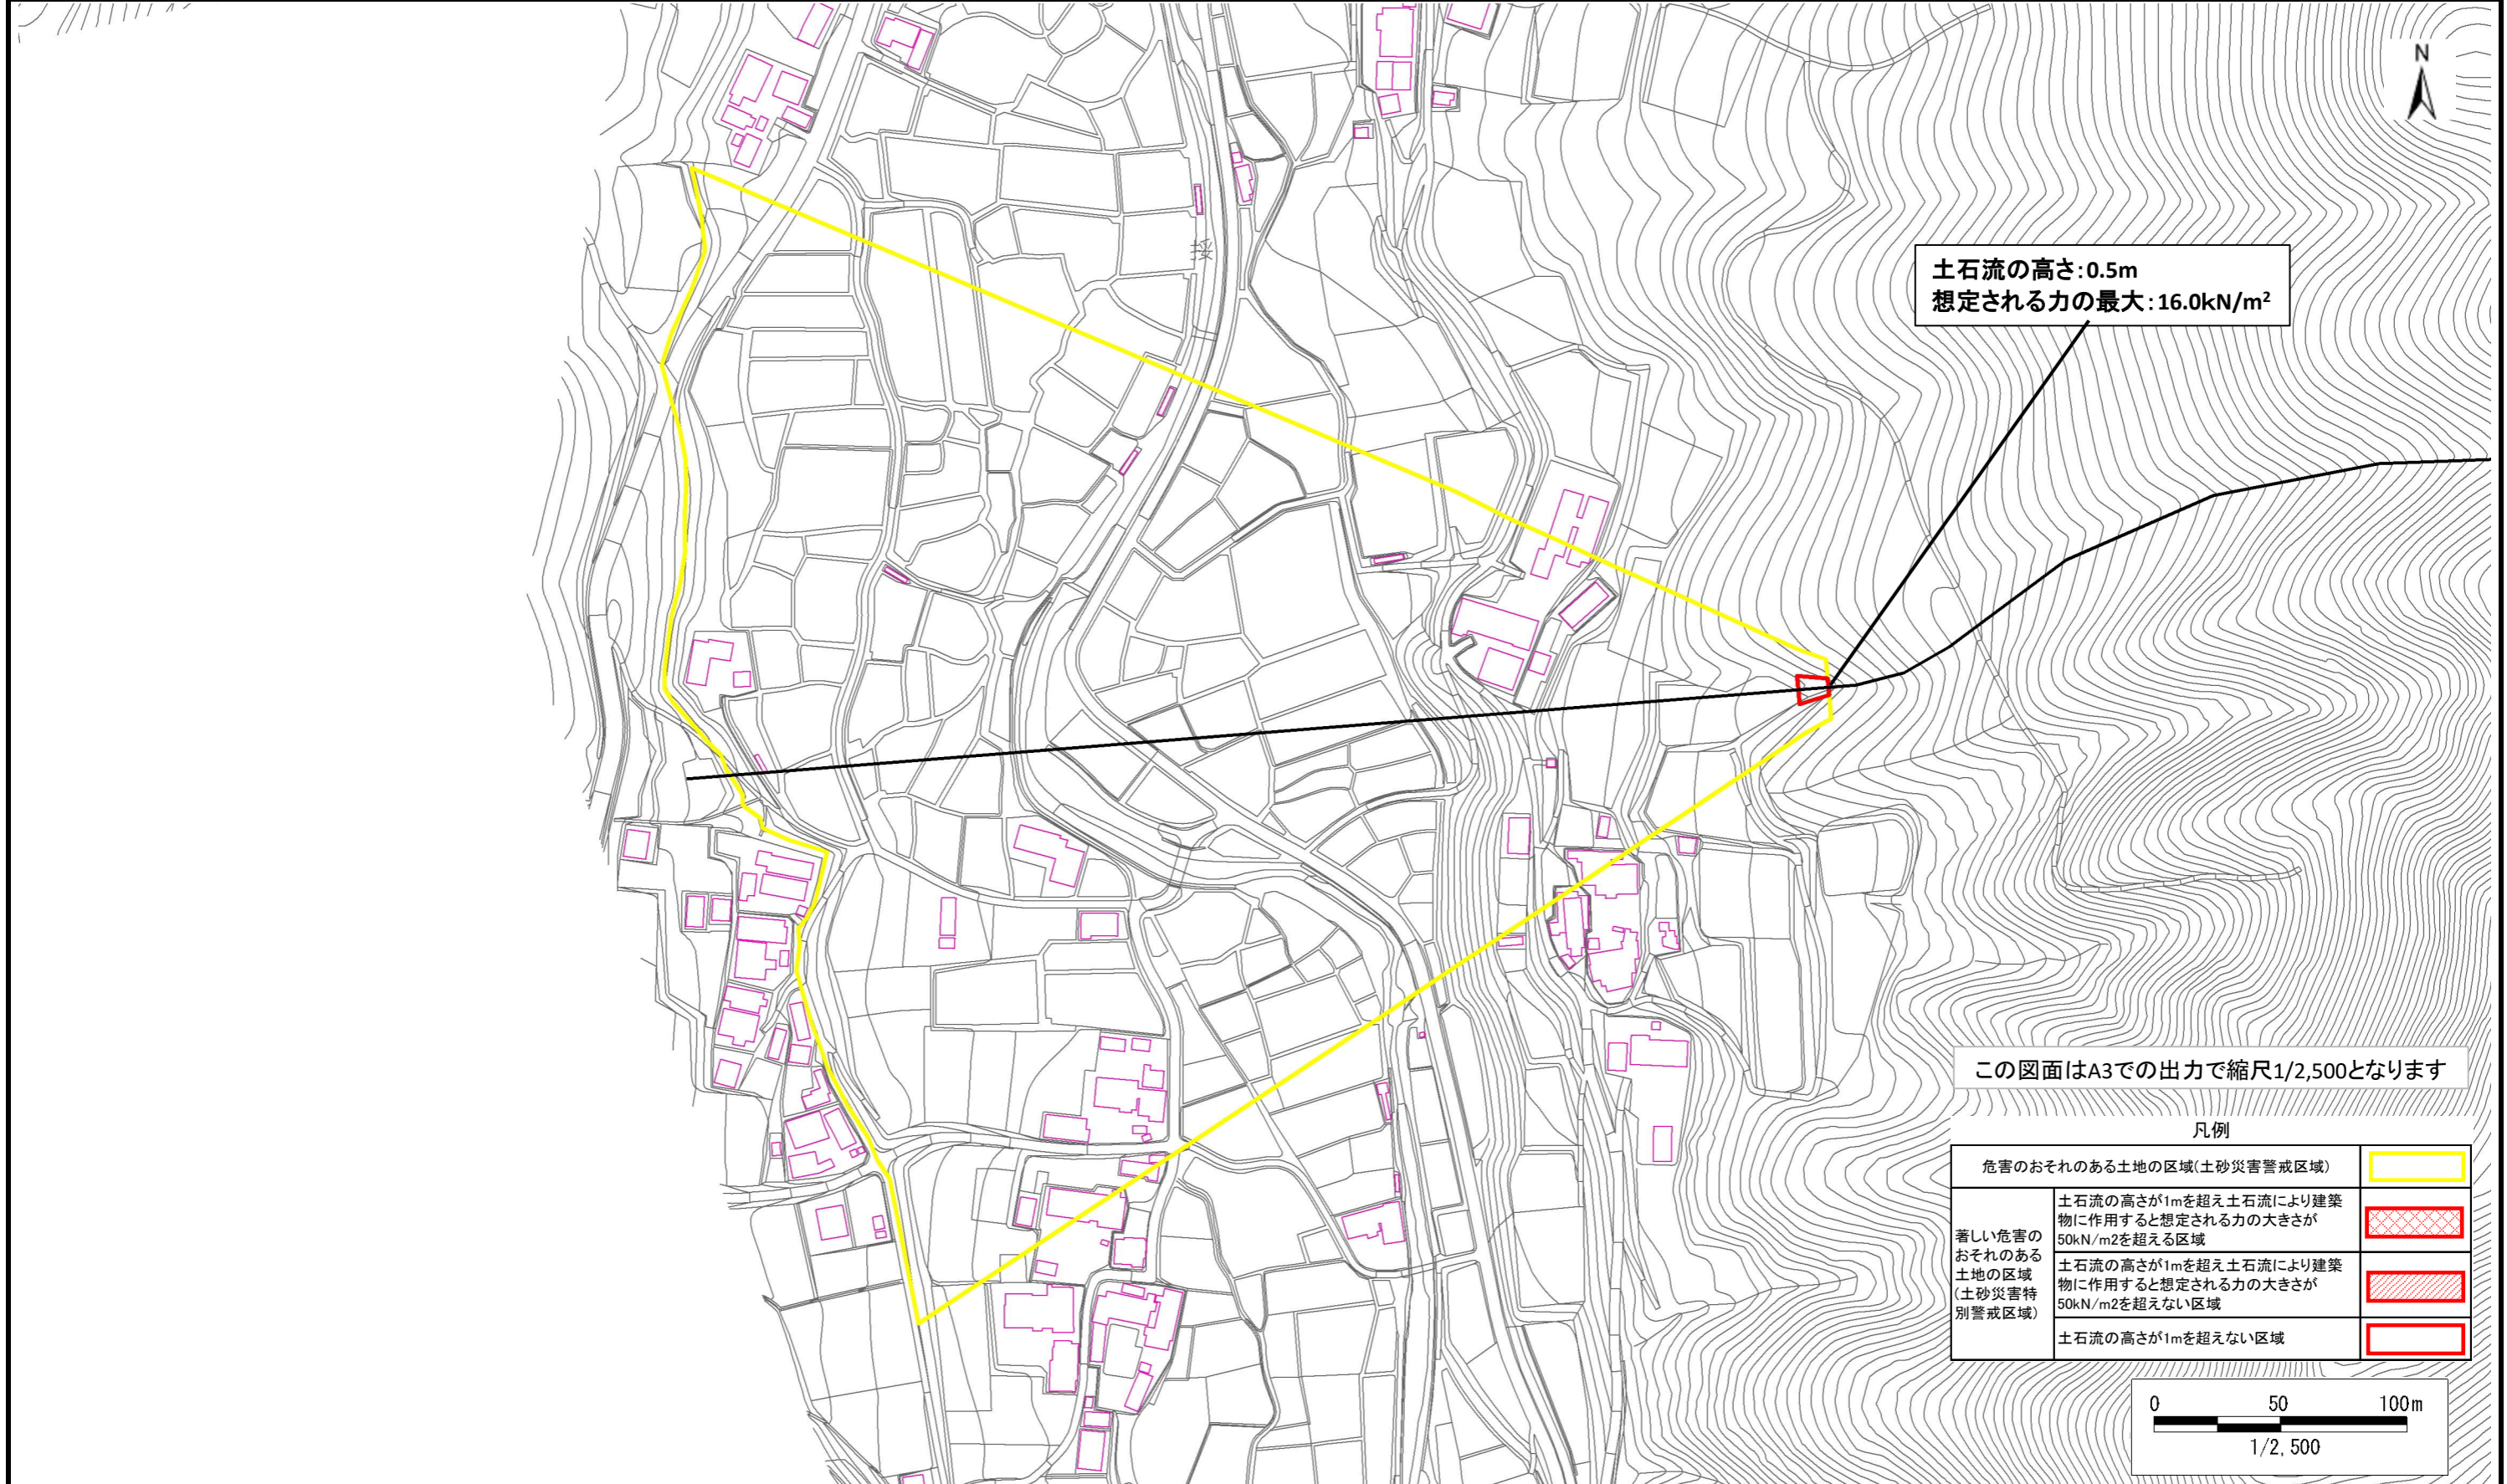 N
土石流の高さ:0.5m
想定される力の最大:16.0kN/m²
挼
この図面はA3での出力で縮尺1/2,500となります
凡例
危害のおそれのある土地の区域(土砂災害警戒区域)
著しい危害の
おそれのある
土地の区域
(土砂災害特
別警戒区域)
土石流の高さが1mを超え土石流により建築
物に作用すると想定される力の大きさが
50kN/m2を超える区域
土石流の高さが1mを超え土石流により建築
物に作用すると想定される力の大きさが
50kN/m2を超えない区域
土石流の高さが1mを超えない区域
0 50 100m
1/2,500